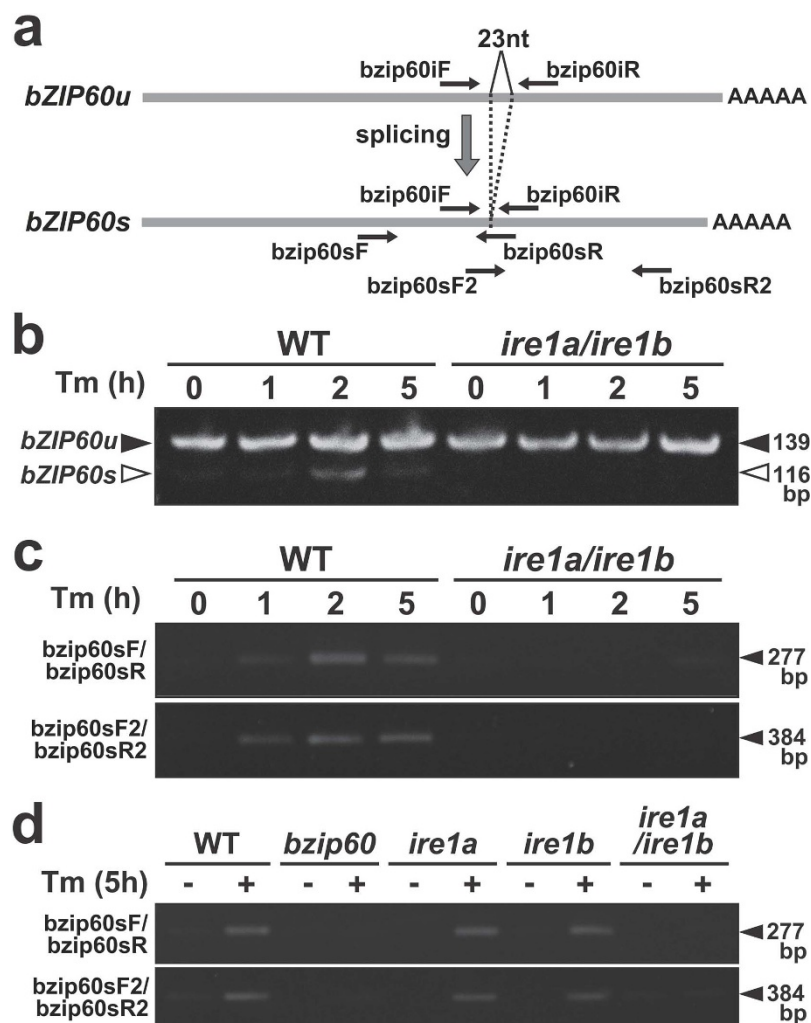 a
23nt
bzip60iF
bzip60iR
bZIP60u
AAAAA
splicing
bzip60iF
bzip60iR
bZIP60s
AAAAA
bzip60sF
bzip60sR
bzip60sF2
bzip60sR2
b
WT
ire1a/ire1b
Tm (h)
0 1 2 5 0 1 2 5
bZIP60u
139
bZIP60s
116
bp
c
WT
ire1a/ire1b
Tm (h)
0 1 2 5 0 1 2 5
bzip60sF/
bzip60sR
277
bp
bzip60sF2/
bzip60sR2
384
bp
d
WT
bzip60
ire1a
ire1b
ire1a
/ire1b
Tm (5h)
- + - + - + - + - +
bzip60sF/
bzip60sR
277
bp
bzip60sF2/
bzip60sR2
384
bp